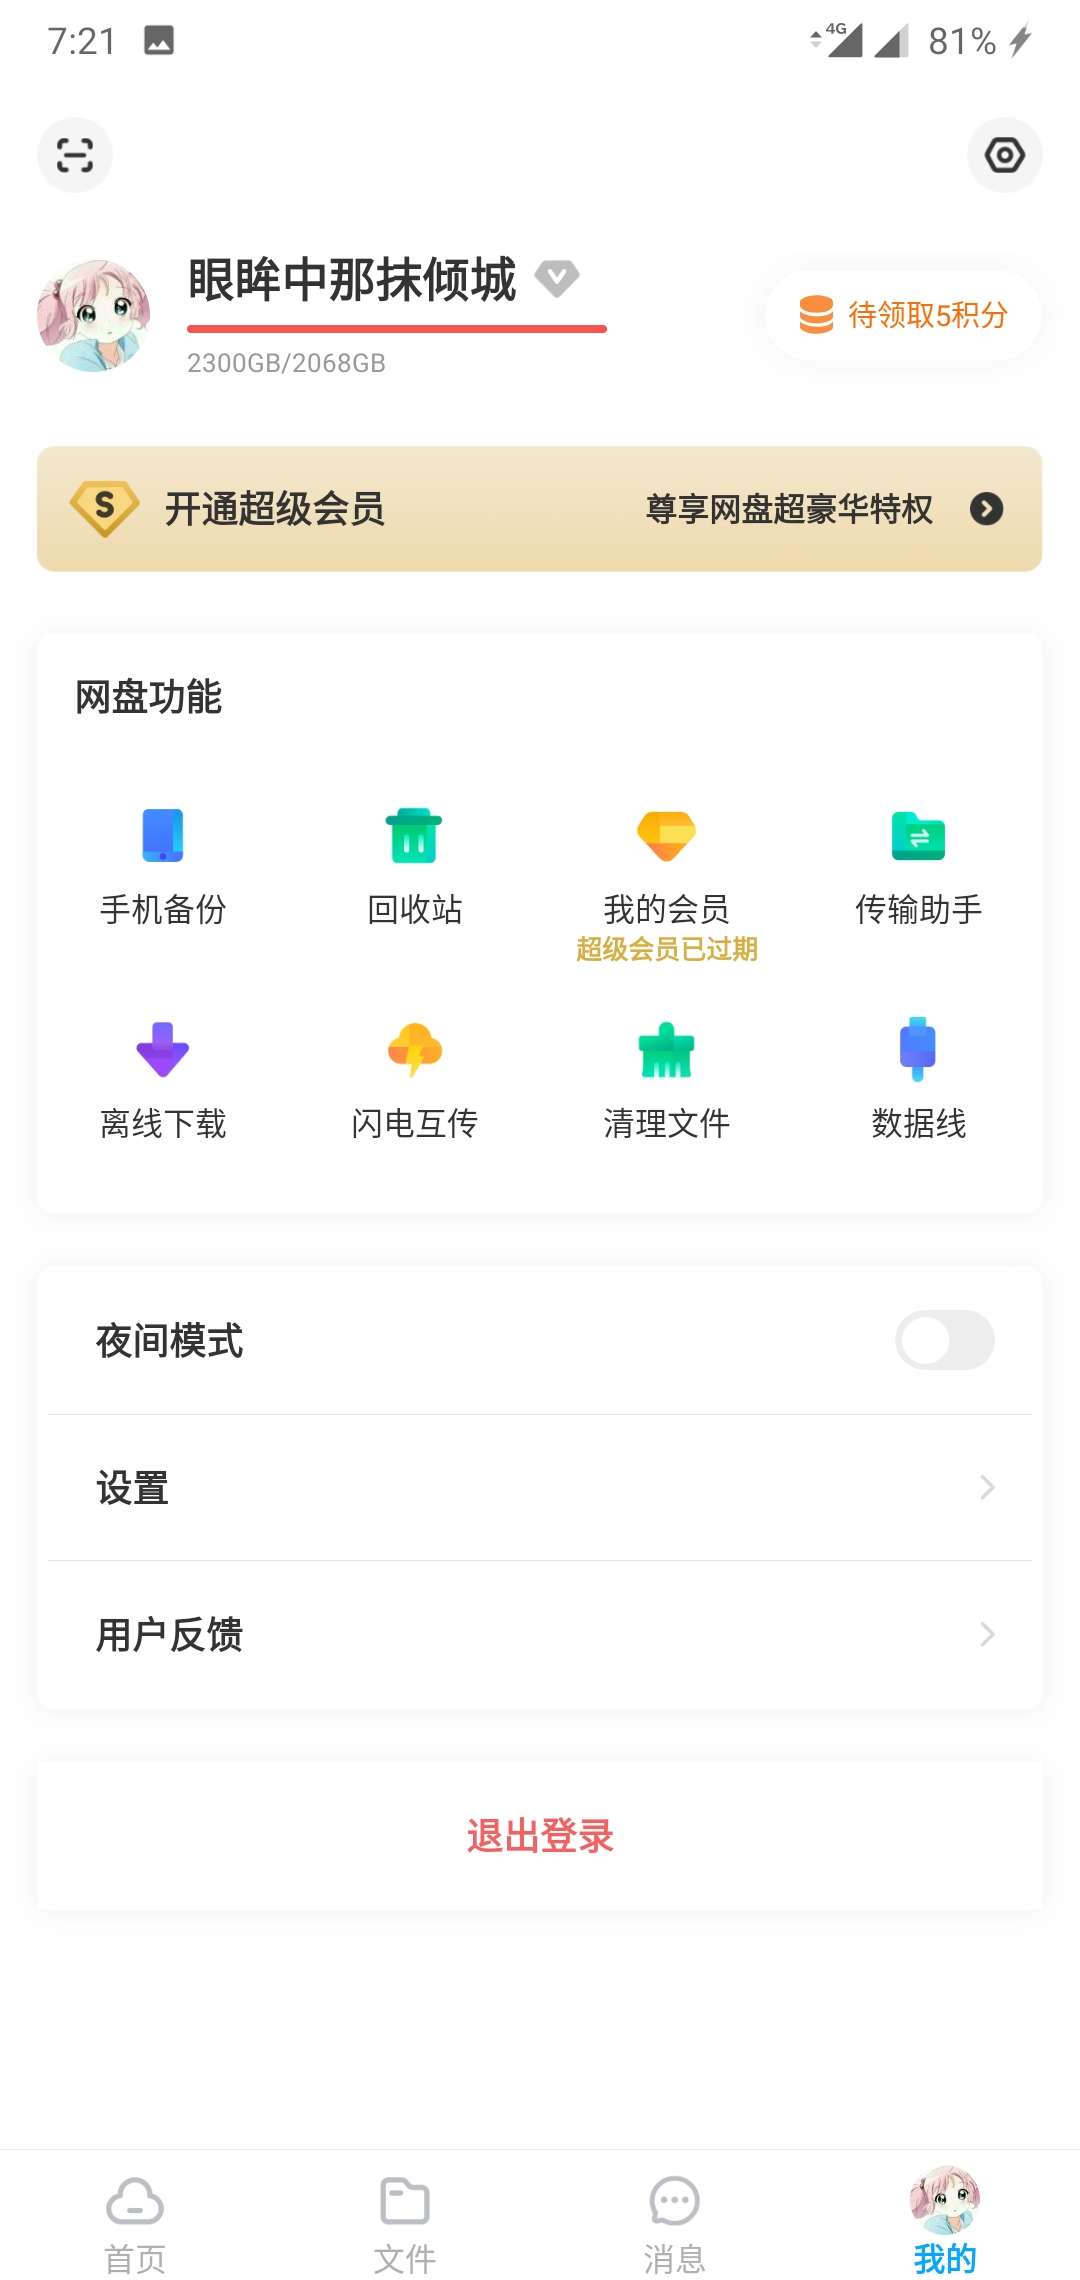 7:21
4G
81%
眼眸中那抹倾城
2300GB/2068GB
待领取5积分
S
开通超级会员
尊享网盘超豪华特权
网盘功能
手机备份
回收站
我的会员
传输助手
超级会员已过期
离线下载
闪电互传
清理文件
数据线
夜间模式
设置
用户反馈
退出登录
首页
文件
消息
我的